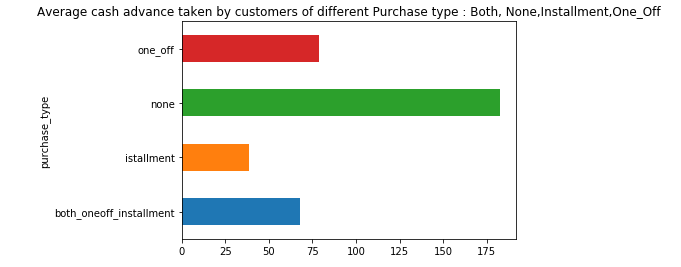 Average cash advance taken by customers of different Purchase type : Both, None,Installment,One_Off
one_off
none
istallment
both_oneoff_installment
purchase_type
0 25 50 75 100 125 150 175